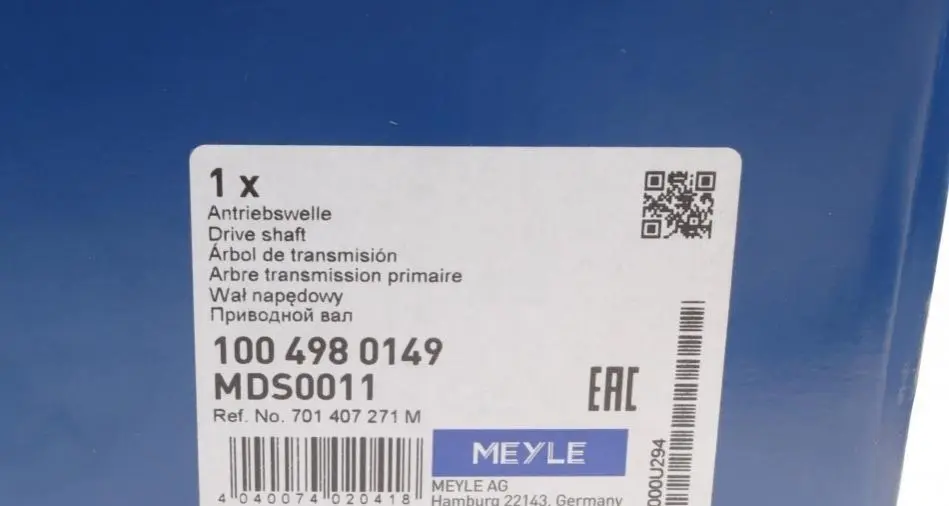 1 x
Antriebswelle
Drive shaft
Árbol de transmisión
Arbre transmission primaire
Wał napędowy
Приводной вал
100 498 0149
MDS0011
Ref. No. 701 407 271 M
EAC
MEYLE
MEYLE AG
Hamburg 22143, Germany
4 040074 020418
000U294